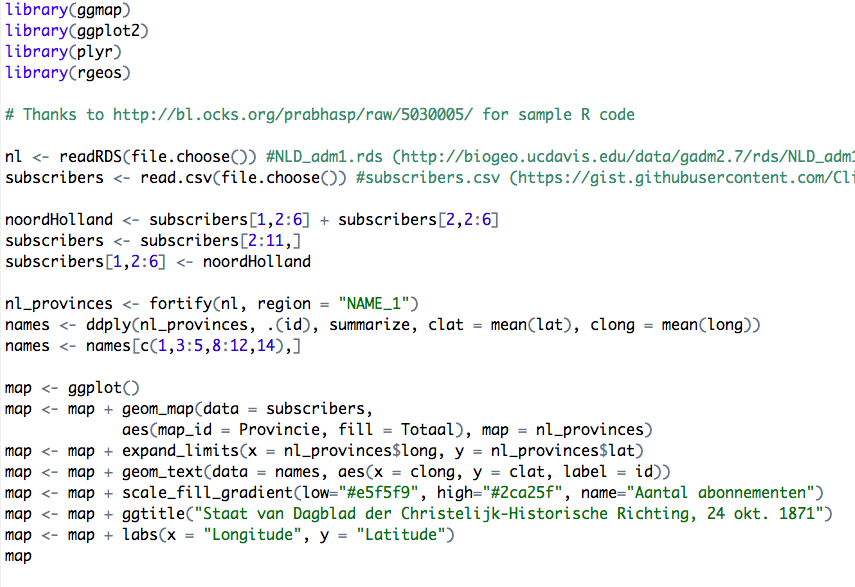 library(ggmap)
library(ggplot2)
library(plyr)
library(rgeos)
# Thanks to http://bl.ocks.org/prabhasp/raw/5030005/ for sample R code
nl <- readRDS(file.choose()) #NLD_adm1.rds (http://biogeo.ucdavis.edu/data/gadm2.7/rds/NLD_adm1
subscribers <- read.csv(file.choose()) #subscribers.csv (https://gist.githubusercontent.com/Cli
noordHolland <- subscribers[1,2:6] + subscribers[2,2:6]
subscribers <- subscribers[2:11,]
subscribers[1,2:6] <- noordHolland
nl_provinces <- fortify(nl, region = "NAME_1")
names <- ddply(nl_provinces, .(id), summarize, clat = mean(lat), clong = mean(long))
names <- names[c(1,3:5,8:12,14),]
map <- ggplot()
map <- map + geom_map(data = subscribers,
aes(map_id = Provincie, fill = Totaal), map = nl_provinces)
map <- map + expand_limits(x = nl_provinces$long, y = nl_provinces$lat)
map <- map + geom_text(data = names, aes(x = clong, y = clat, label = id))
map <- map + scale_fill_gradient(low="#e5f5f9", high="#2ca25f", name="Aantal abonnementen")
map <- map + ggtitle("Staat van Dagblad der Christelijk-Historische Richting, 24 okt. 1871")
map <- map + labs(x = "Longitude", y = "Latitude")
map